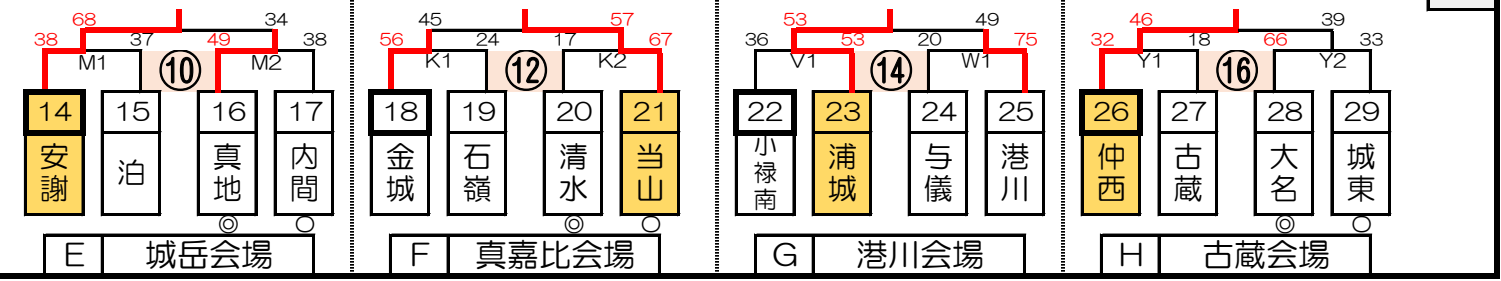 68 34 45 57 53 49 46 39
38 37 49 38 56 24 17 67 36 53 20 75 32 18 66 33
M1 ⑩ M2 K1 ⑫ K2 V1 ⑭ W1 Y1 ⑯ Y2
14 15 16 17 18 19 20 21 22 23 24 25 26 27 28 29
安謝 泊 真地 内間 金城 石嶺 清水 当山 小禄南 浦城 与儀 港川 仲西 古蔵 大名 城東
◎ ○ ◎ ○ ◎ ○
E 城岳会場 F 真嘉比会場 G 港川会場 H 古蔵会場